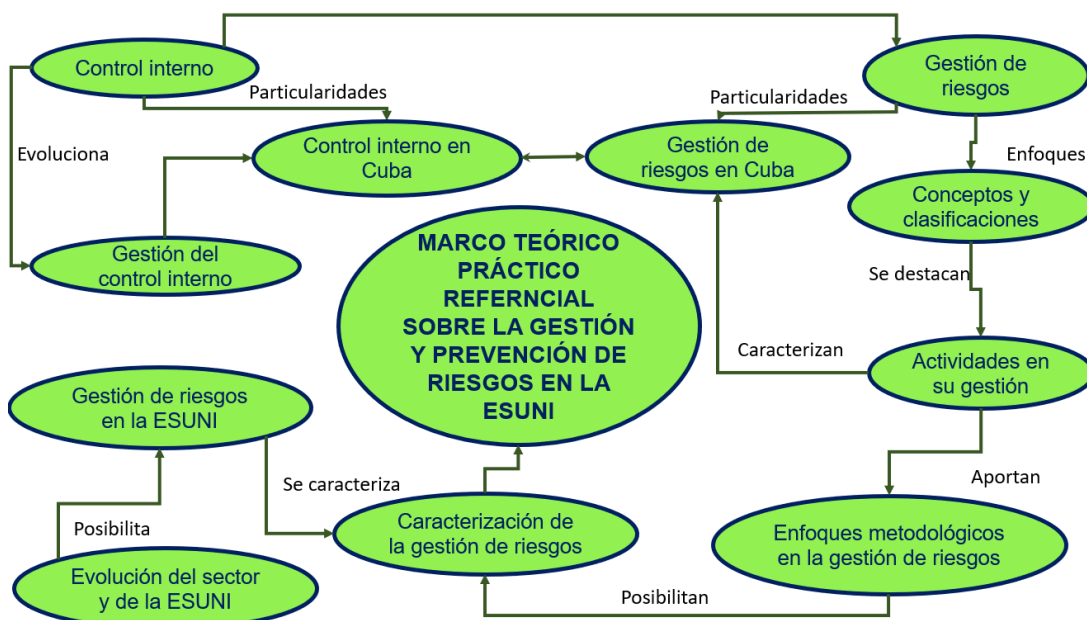 Control interno
Gestión de
riesgos
Particularidades
Particularidades
Evoluciona
Control interno en
Cuba
Gestión de
riesgos en Cuba
Enfoques
Conceptos y
clasificaciones
Gestión del
control interno
MARCO TEÓRICO
PRÁCTICO
REFERNCIAL
SOBRE LA GESTIÓN
Y PREVENCIÓN DE
RIESGOS EN LA
ESUNI
Se destacan
Caracterizan
Actividades en
su gestión
Gestión de riesgos
en la ESUNI
Se caracteriza
Aportan
Posibilita
Caracterización de
la gestión de riesgos
Enfoques metodológicos
en la gestión de riesgos
Evolución del sector
y de la ESUNI
Posibilitan